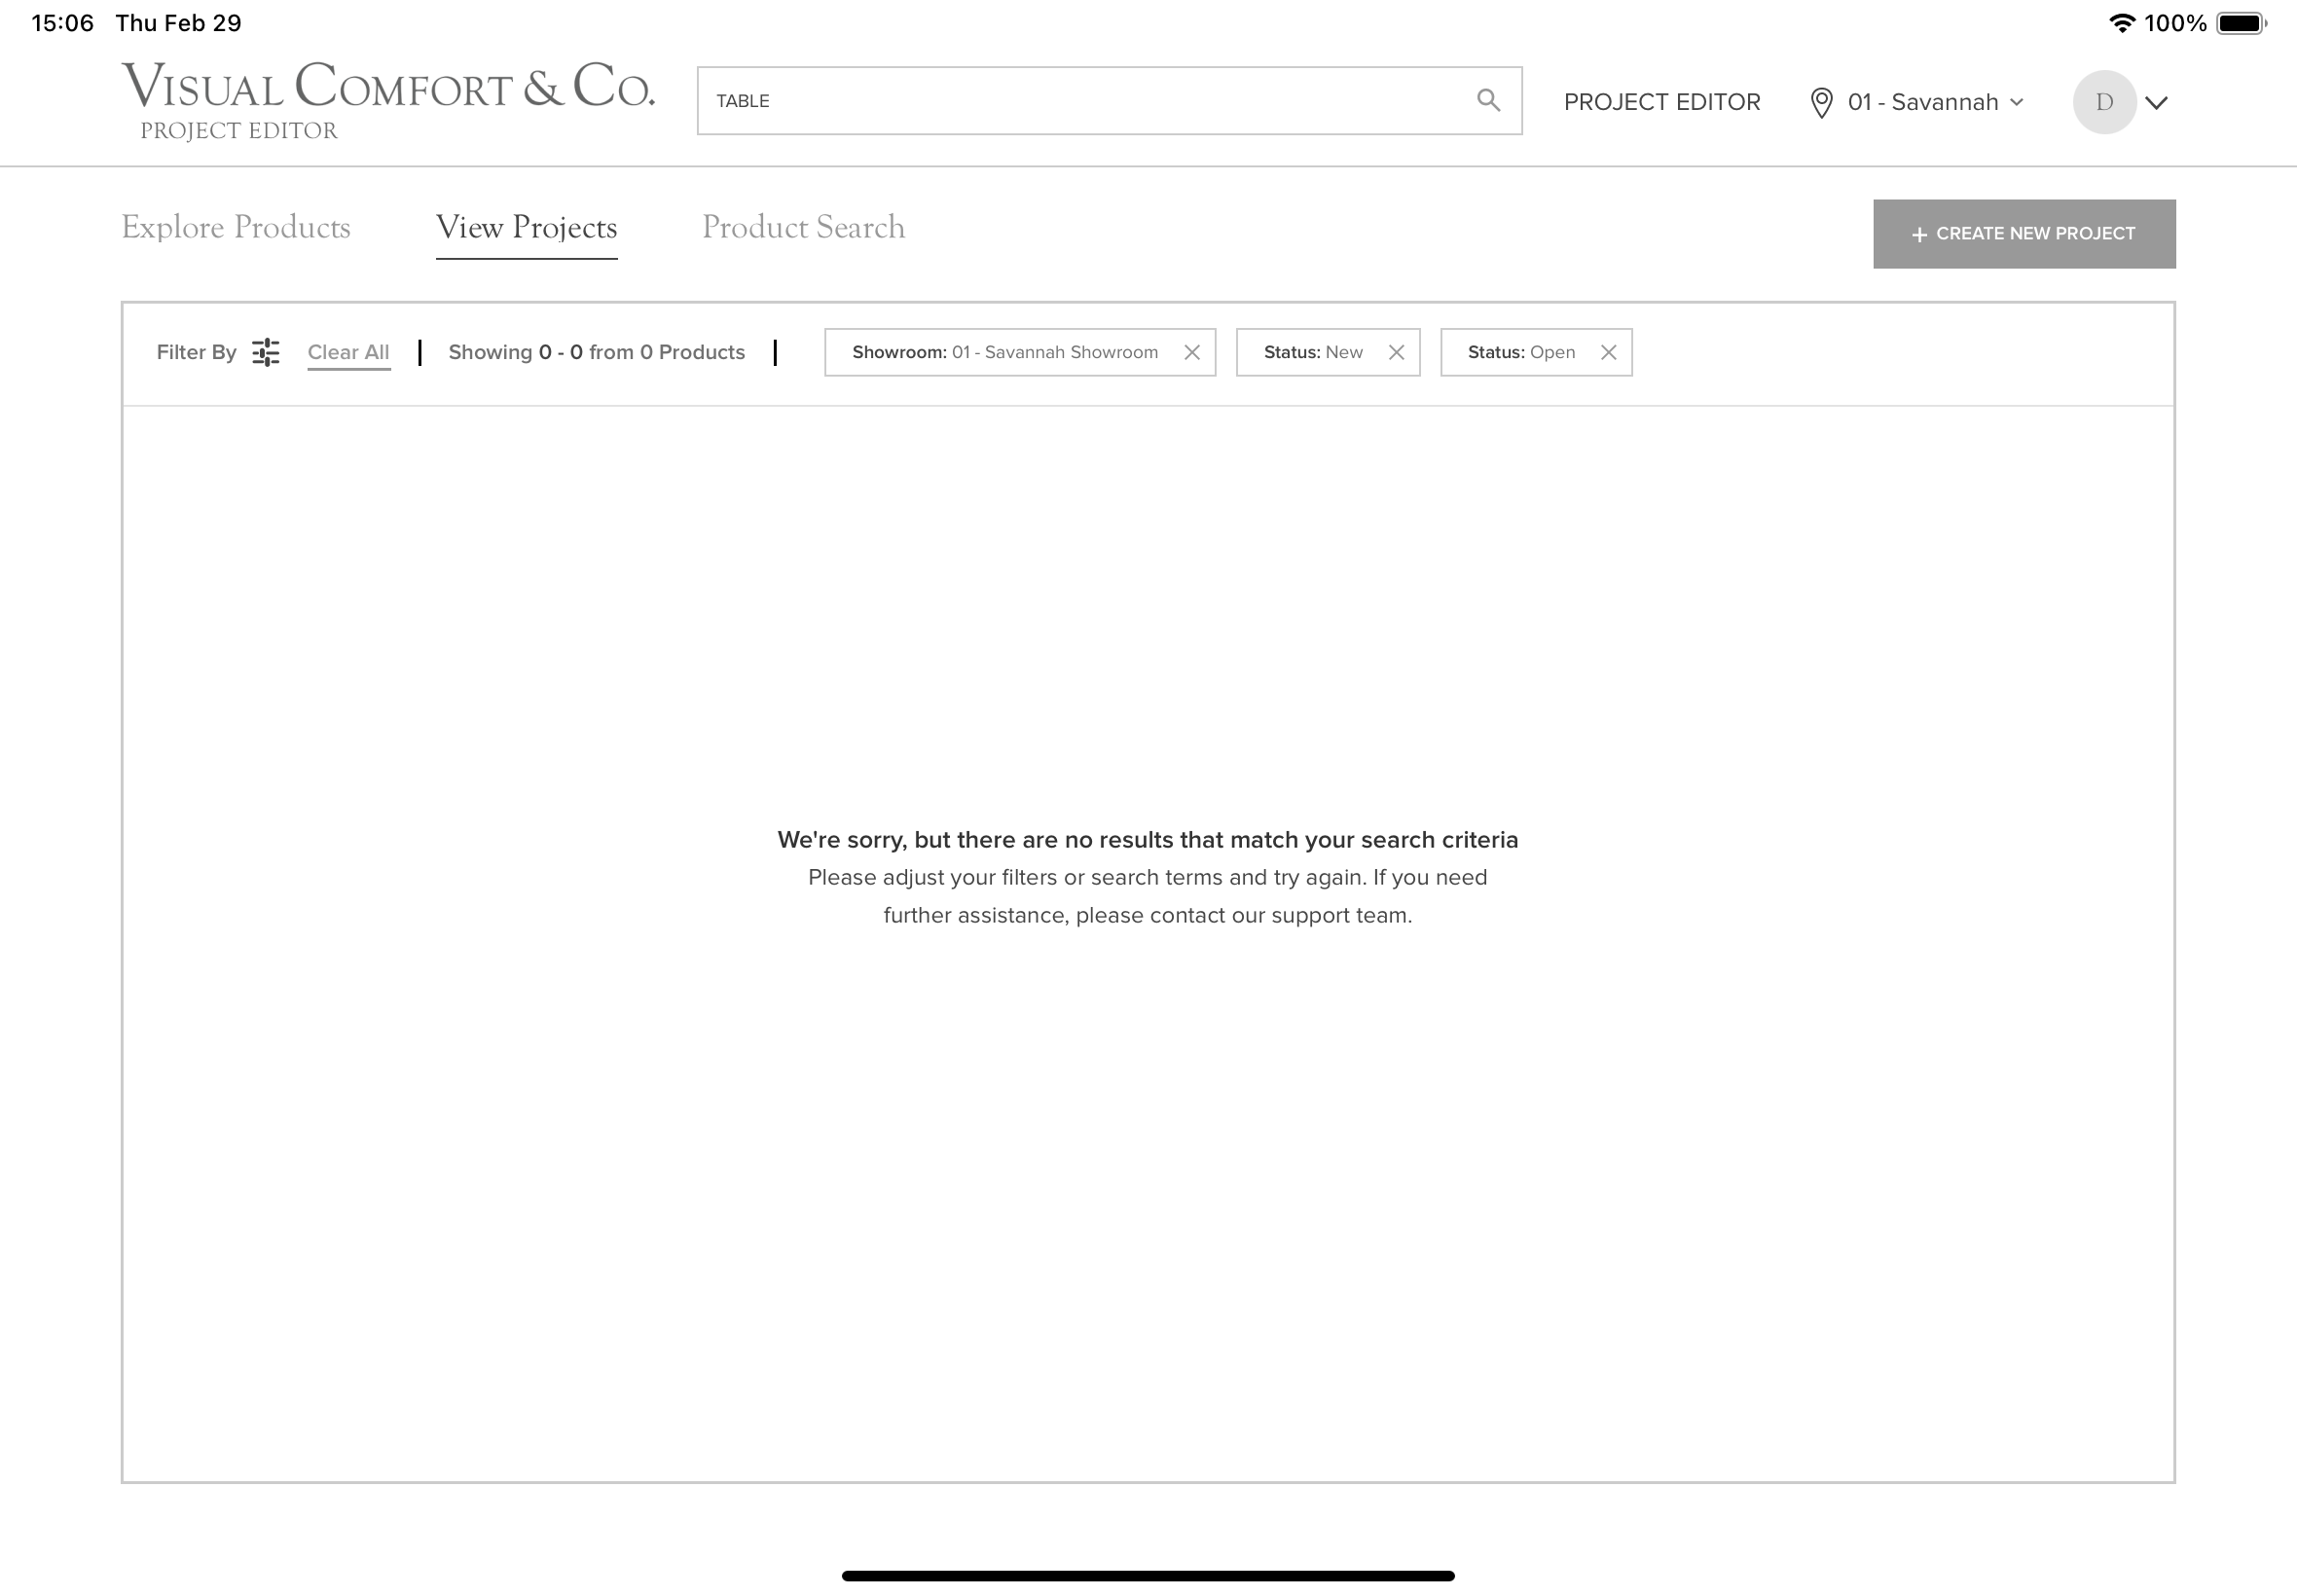 15:06 Thu Feb 29
100%
VISUAL COMFORT & CO.
PROJECT EDITOR
TABLE
PROJECT EDITOR
01 - Savannah
D
Explore Products
View Projects
Product Search
+ CREATE NEW PROJECT
Filter By
Clear All
Showing 0 - 0 from 0 Products
Showroom: 01 - Savannah Showroom
Status: New
Status: Open
We're sorry, but there are no results that match your search criteria
Please adjust your filters or search terms and try again. If you need
further assistance, please contact our support team.